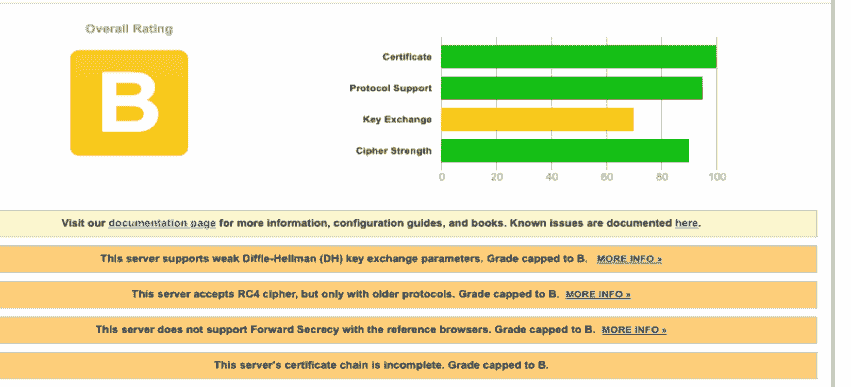 Overall Rating
B
Certificate
Protocol Support
Key Exchange
Cipher Strength
0 20 40 60 80 100
Visit our documentation page for more information, configuration guides, and books. Known issues are documented here.
This server supports weak Diffie-Hellman (DH) key exchange parameters. Grade capped to B. MORE INFO »
This server accepts RC4 cipher, but only with older protocols. Grade capped to B. MORE INFO »
This server does not support Forward Secrecy with the reference browsers. Grade capped to B. MORE INFO »
This server's certificate chain is incomplete. Grade capped to B.